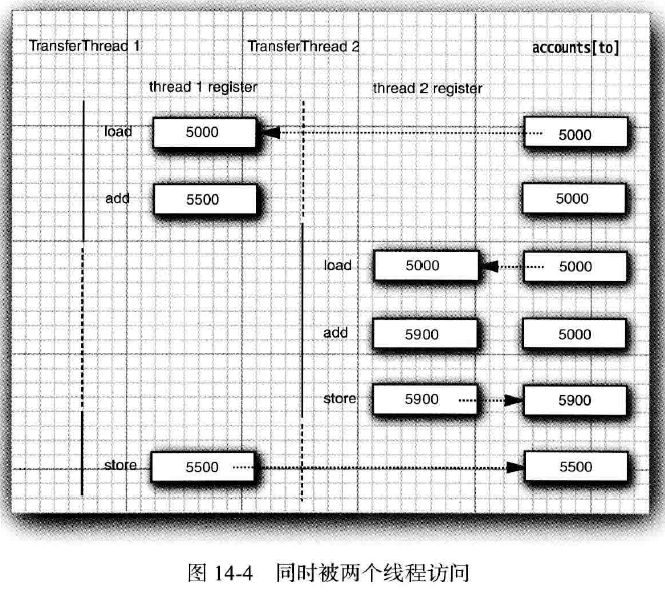 TransferThread 1 TransferThread 2 accounts[to]
thread 1 register thread 2 register
load 5000 5000
add 5500 5000
load 5000 5000
add 5900 5000
store 5900 5900
store 5500 5500
图 14-4 同时被两个线程访问